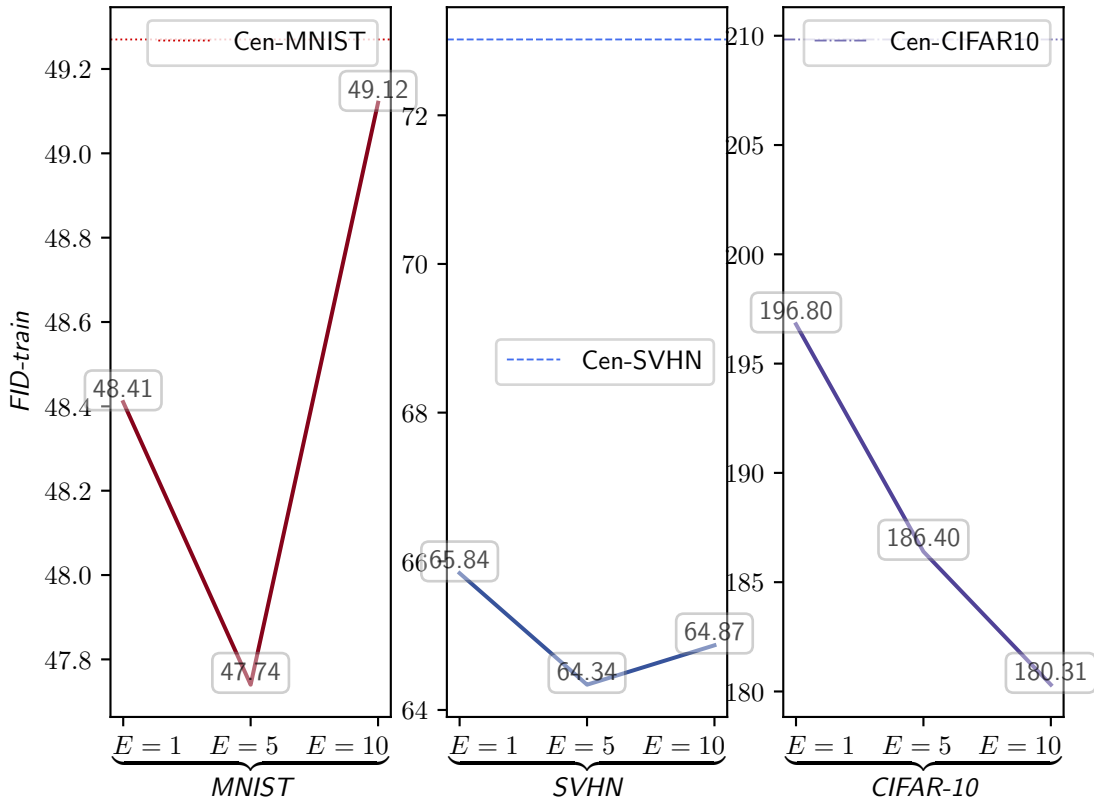 FID-train
49.2
49.0
48.8
48.6
48.4
48.2
48.0
47.8
Cen-MNIST
48.41
47.74
49.12
E = 1
E = 5
E = 10
MNIST
72
70
68
66
64
Cen-SVHN
65.84
64.34
64.87
E = 1
E = 5
E = 10
SVHN
210
205
200
195
190
185
180
Cen-CIFAR10
196.80
186.40
180.31
E = 1
E = 5
E = 10
CIFAR-10